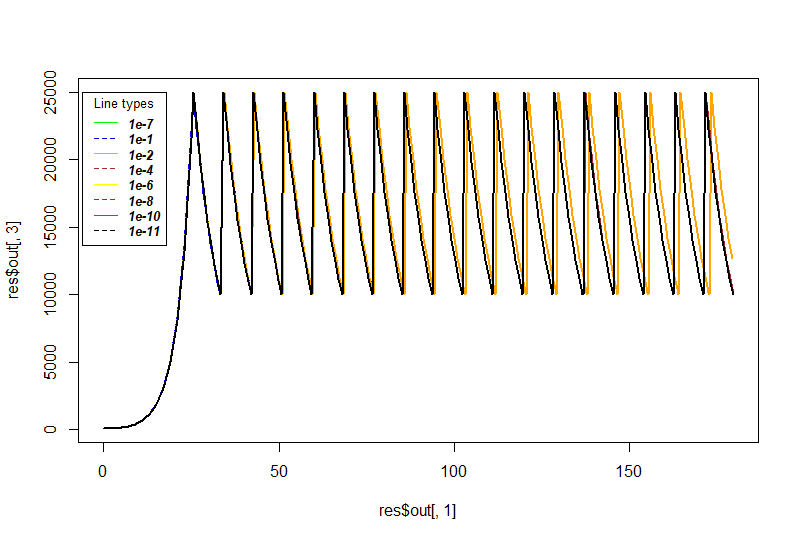 Line types
1e-7
1e-1
1e-2
1e-4
1e-6
1e-8
1e-10
1e-11
25000
20000
15000
10000
5000
0
res$out[, 3]
0 50 100 150
res$out[, 1]